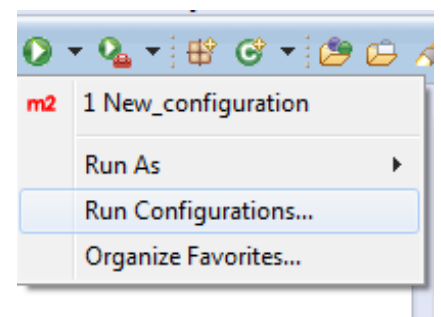 m2 1 New_configuration
Run As
Run Configurations...
Organize Favorites...